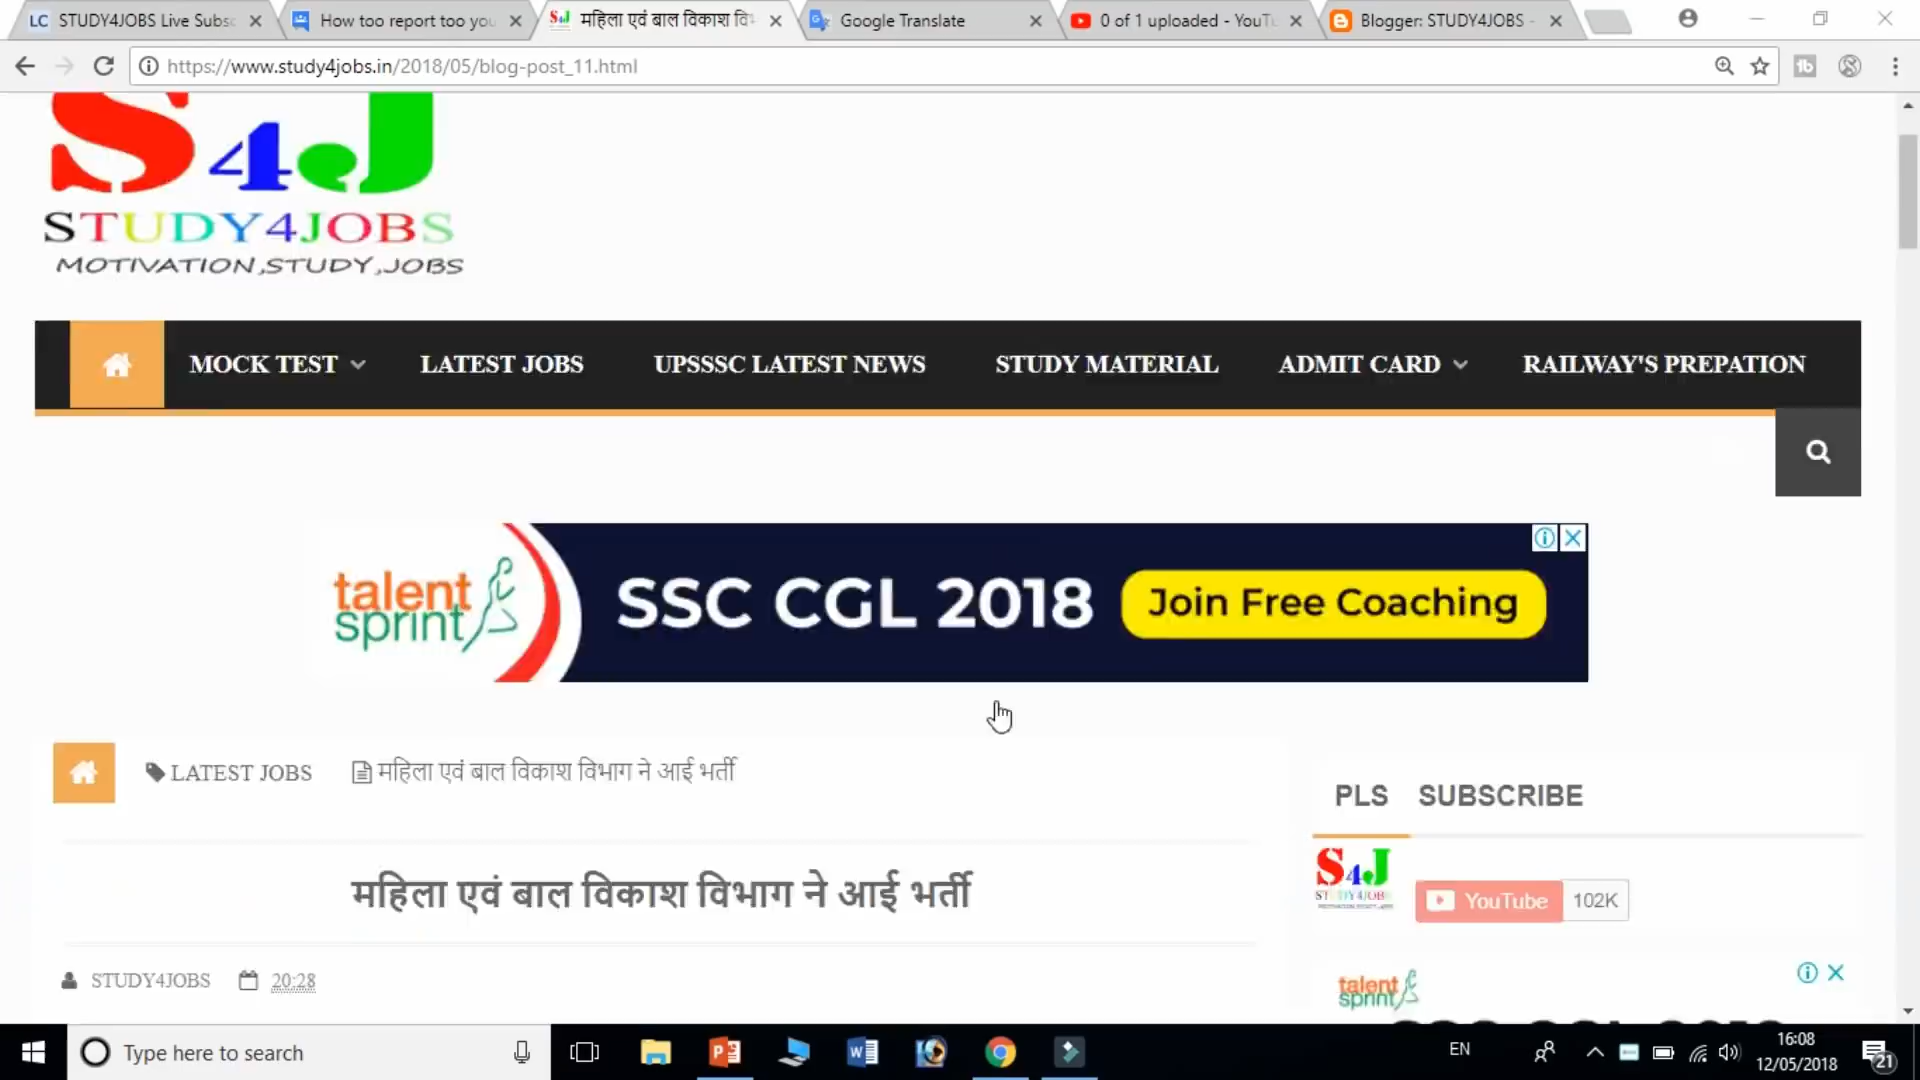 STUDY4JOBS Live Subsc
How too report too you
महिला एवं बाल विकाश वि
Google Translate
0 of 1 uploaded - YouTu
Blogger: STUDY4JOBS -
https://www.study4jobs.in/2018/05/blog-post_11.html
S4J
STUDY4JOBS
MOTIVATION,STUDY,JOBS
MOCK TEST
LATEST JOBS
UPSSSC LATEST NEWS
STUDY MATERIAL
ADMIT CARD
RAILWAY'S PREPATION
talent sprint
SSC CGL 2018
Join Free Coaching
LATEST JOBS
महिला एवं बाल विकाश विभाग ने आई भर्ती
PLS SUBSCRIBE
महिला एवं बाल विकाश विभाग ने आई भर्ती
S4J
STUDY4JOBS
YouTube 102K
STUDY4JOBS
20:28
talent
sprint
Type here to search
EN
16:08
12/05/2018
21